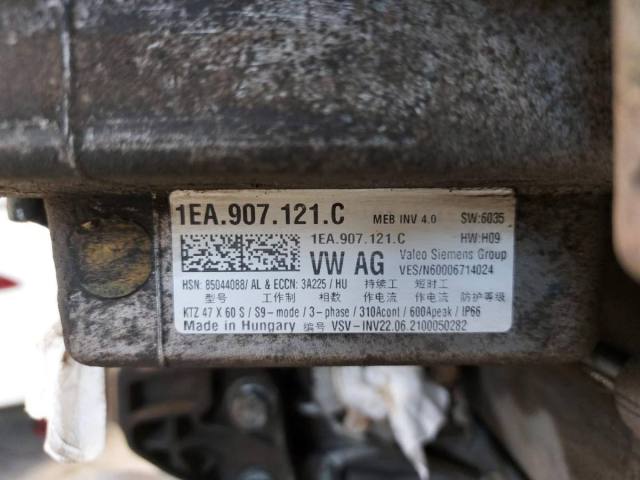 1EA.907.121.C MEB INV 4.0 SW:6035
1EA.907.121.C HW:H09
VW AG Valeo Siemens Group
VES/N60006714024
HSN: 85044088/ AL & ECCN: 3A225 / HU 持续工 短时工
型号 工作制 相数 作电流 作电流 防护等级
KTZ 47 X 60 S / S9-mode / 3-phase / 310Acont / 600Apeak / IP66
Made in Hungary 编号 VSV-INV22.06.2100050282